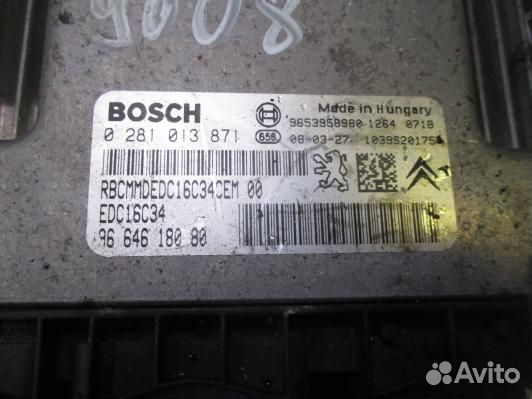 9008
BOSCH
Made in Hungary
9653958980 1264 0718
0 281 013 871
656
08-03-27
RBCMMDEDC16C34CEM 00
EDC16C34
96 646 180 80
Avito